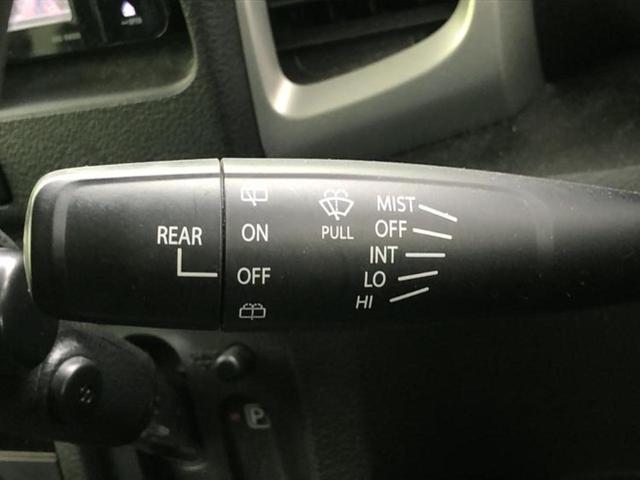 REAR
ON
OFF
PULL
MIST
OFF
INT
LO
HI
P